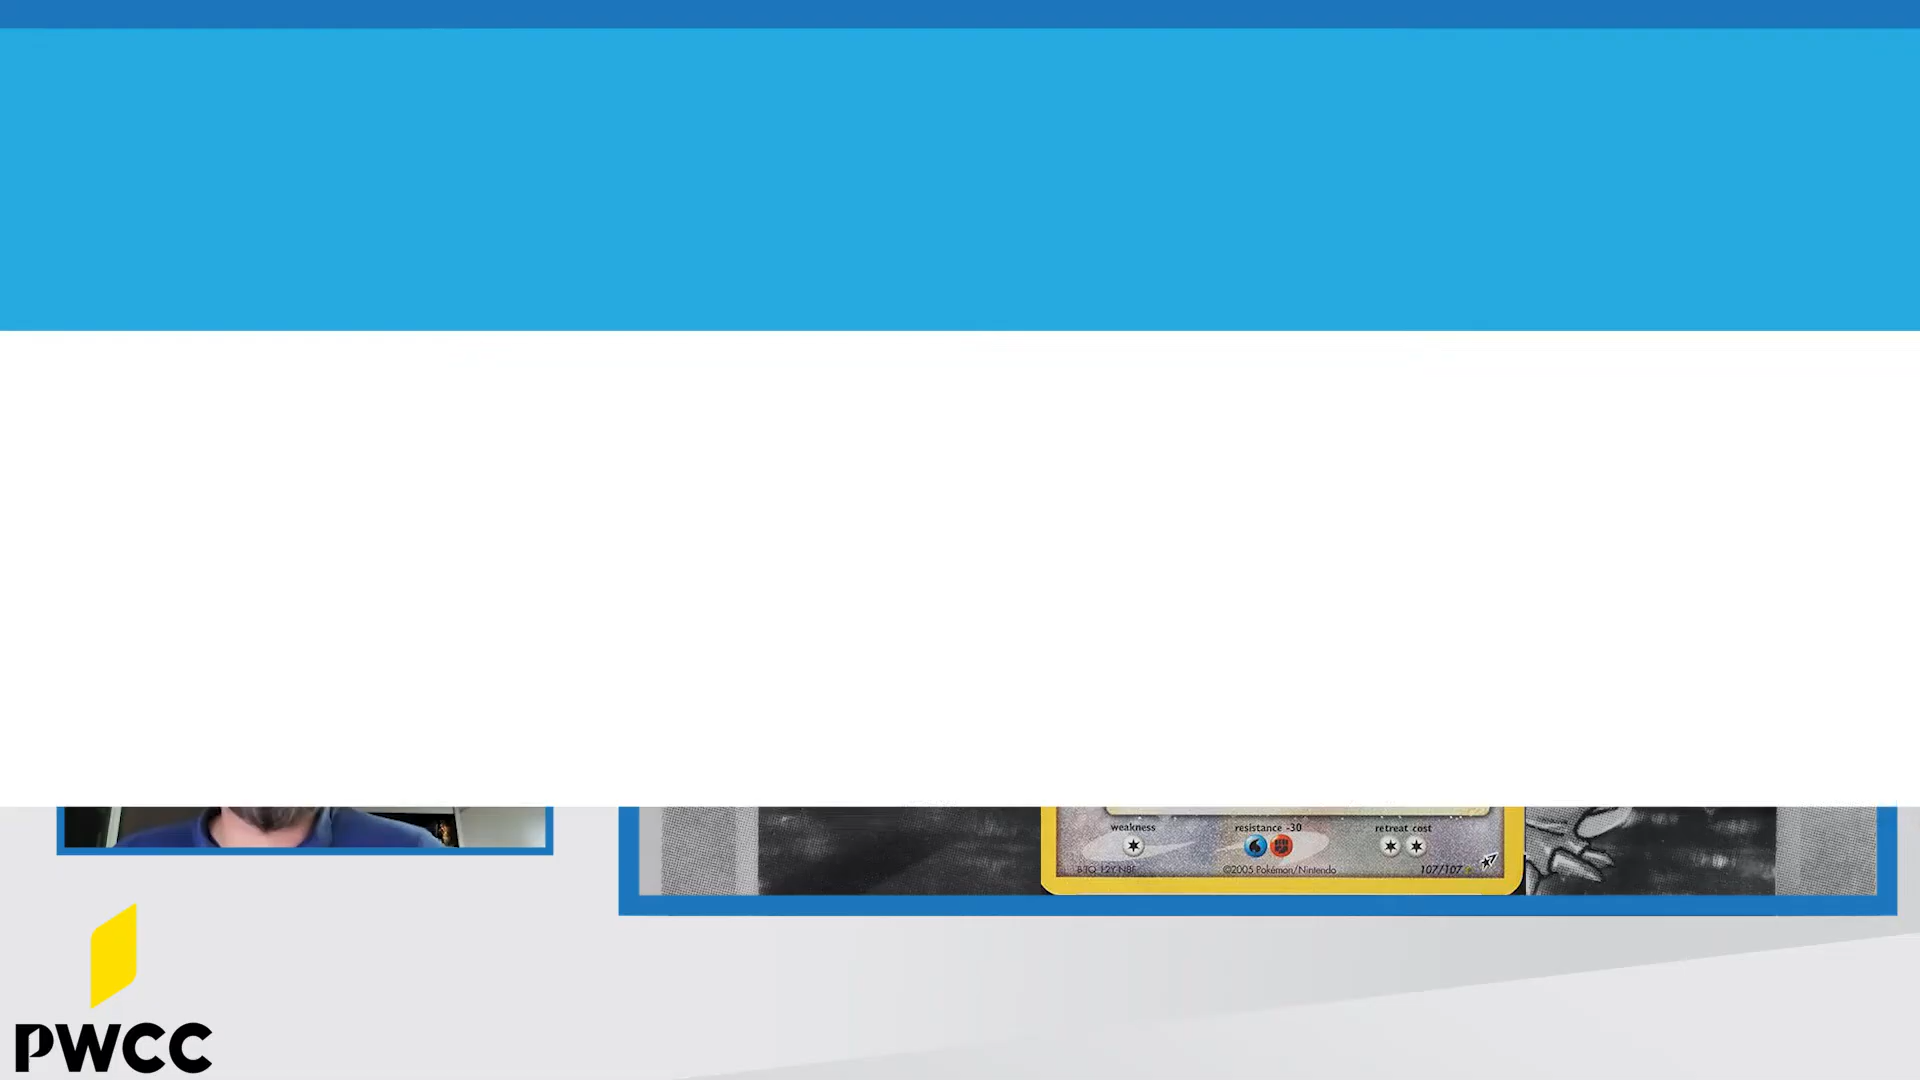 weakness resistance -30 retreat cost
©2005 Pokémon/Nintendo 107/107
PWCC